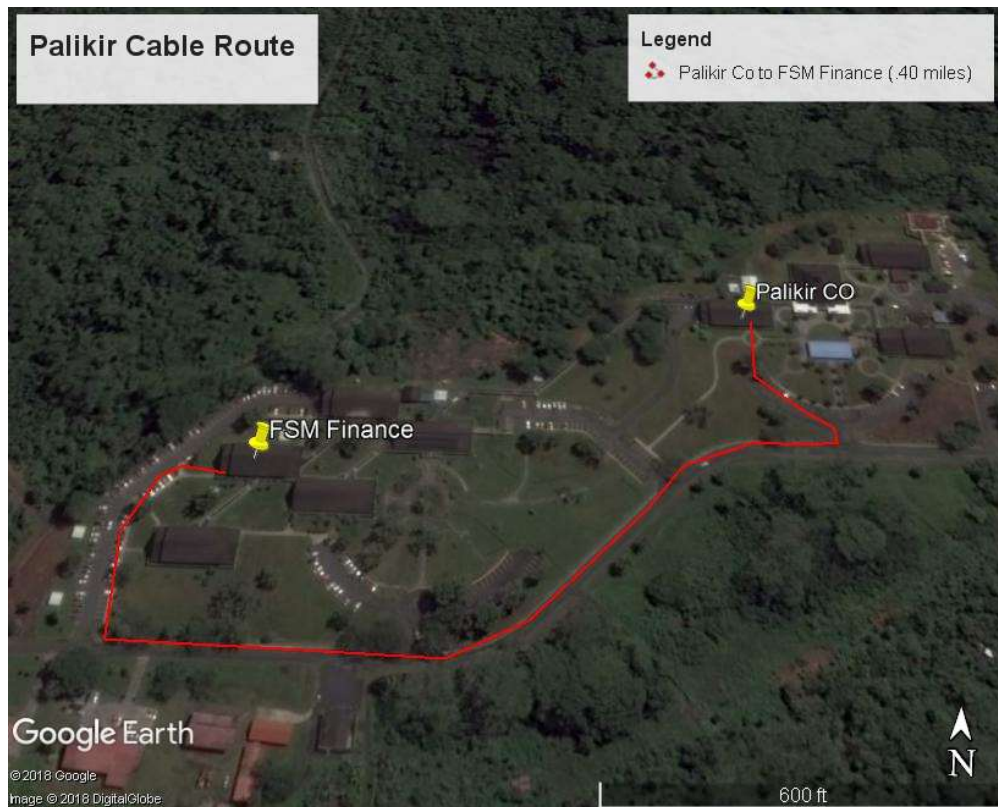 Palikir Cable Route
Legend
Palikir Co to FSM Finance (.40 miles)
Palikir CO
FSM Finance
Google Earth
© 2018 Google
Image © 2018 DigitalGlobe
N
600 ft